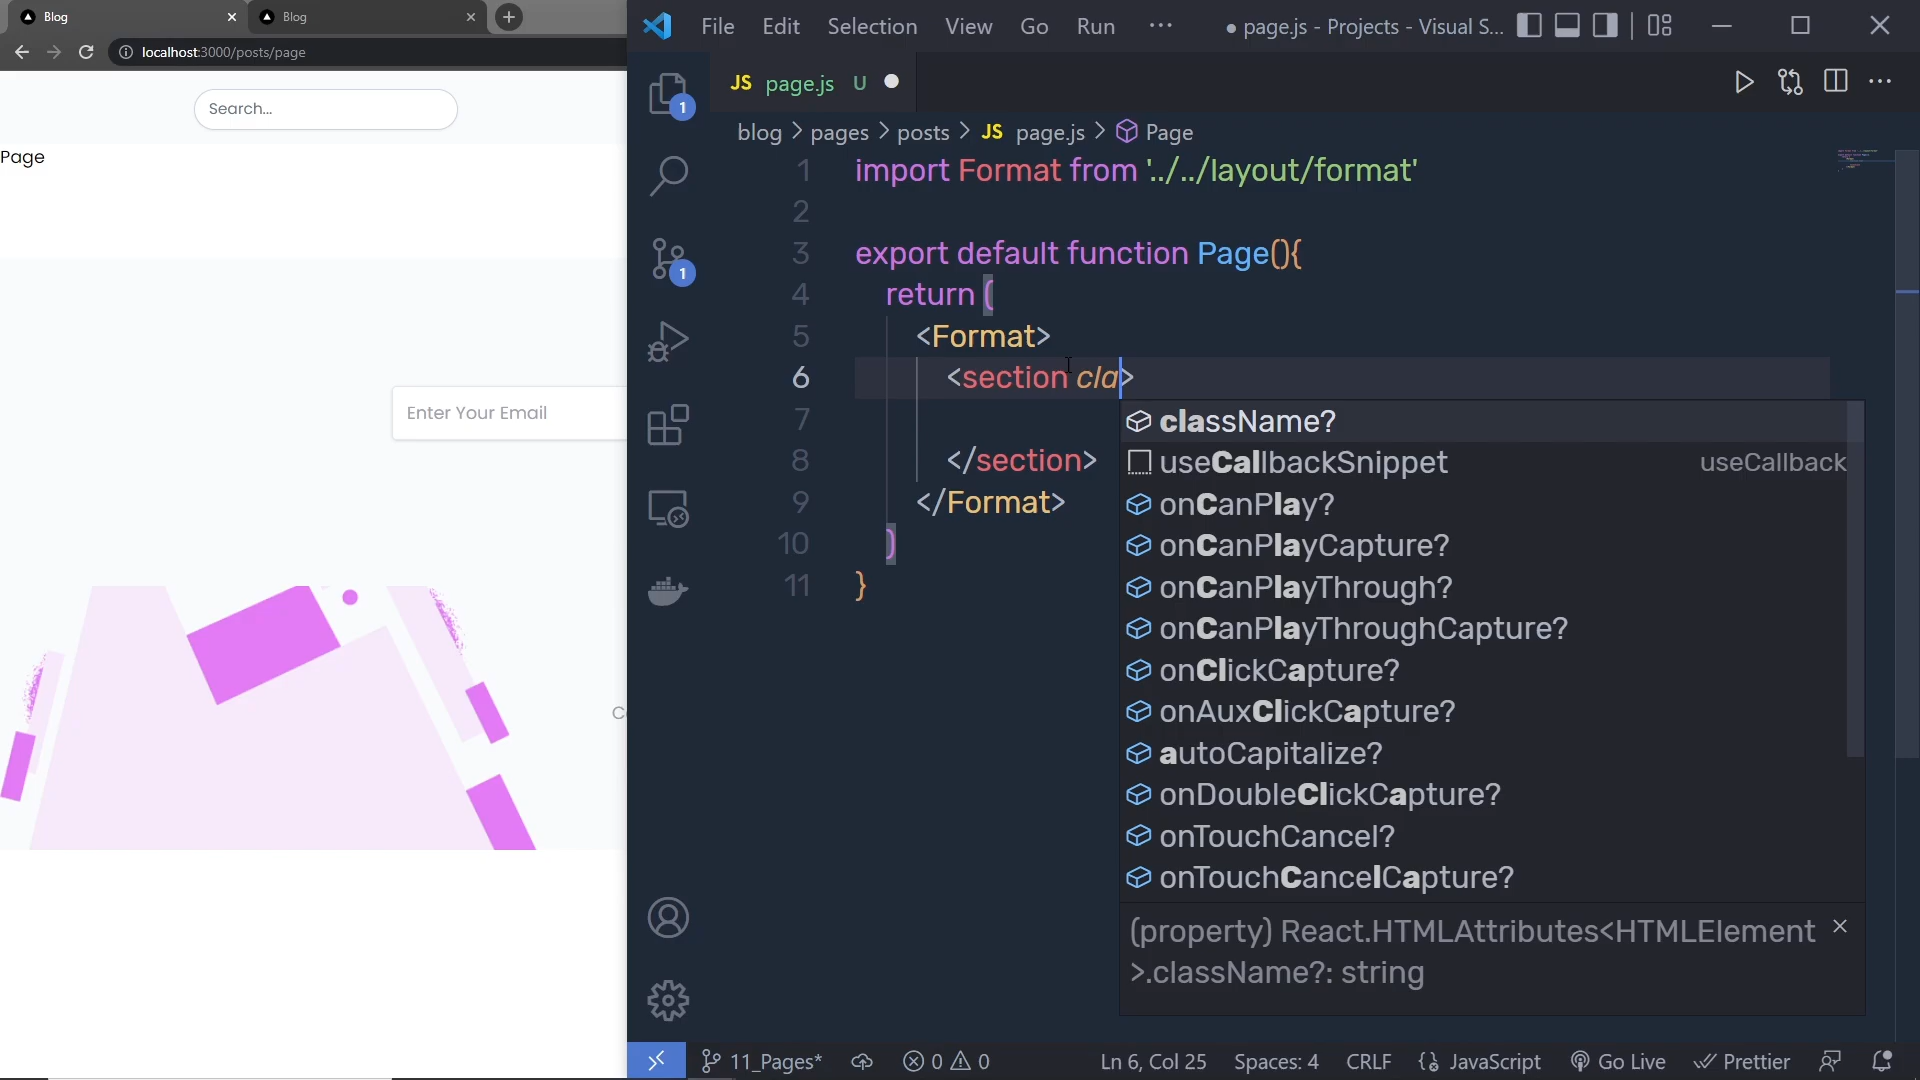 Blog
Blog
localhost:3000/posts/page
Search...
Page
Enter Your Email
File Edit Selection View Go Run ···
● page.js - Projects - Visual S...
JS page.js U
blog > pages > posts > JS page.js > Page
1 import Format from '../../layout/format'
2
3 export default function Page(){
4 return (
5 <Format>
6 <section cla>
7
8 </section>
9 </Format>
10 )
11 }
className?
useCallbackSnippet useCallback
onCanPlay?
onCanPlayCapture?
onCanPlayThrough?
onCanPlayThroughCapture?
onClickCapture?
onAuxClickCapture?
autoCapitalize?
onDoubleClickCapture?
onTouchCancel?
onTouchCancelCapture?
(property) React.HTMLAttributes<HTMLElement
>.className?: string
1
1
11_Pages* 0 0 Ln 6, Col 25 Spaces: 4 CRLF {} JavaScript Go Live Prettier